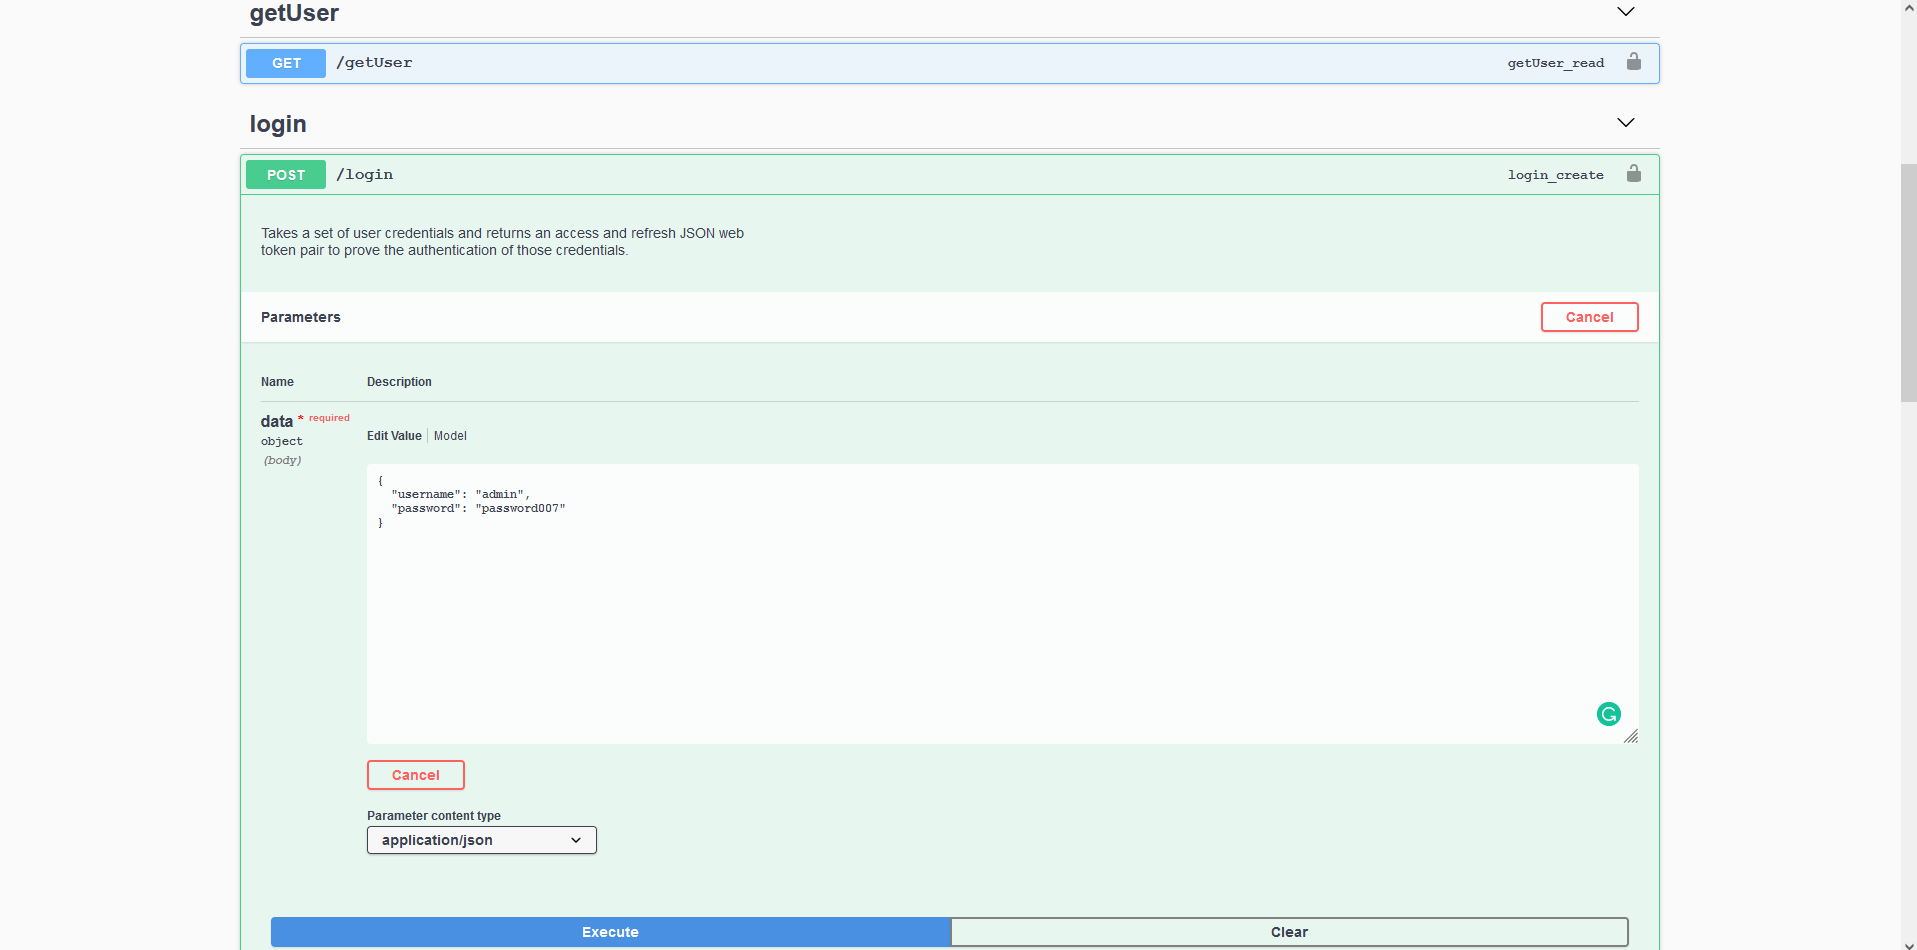 getUser
GET /getUser getUser_read
login
POST /login login_create
Takes a set of user credentials and returns an access and refresh JSON web
token pair to prove the authentication of those credentials.
Parameters Cancel
Name Description
data * required
object
(body)
Edit Value Model
{
"username": "admin",
"password": "password007"
}
Cancel
Parameter content type
application/json
Execute Clear